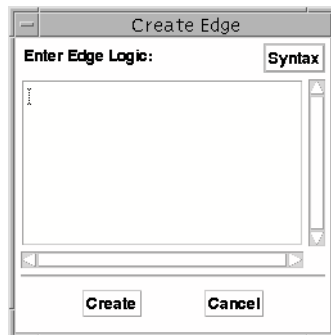 Create Edge
Enter Edge Logic:
Syntax
Create
Cancel